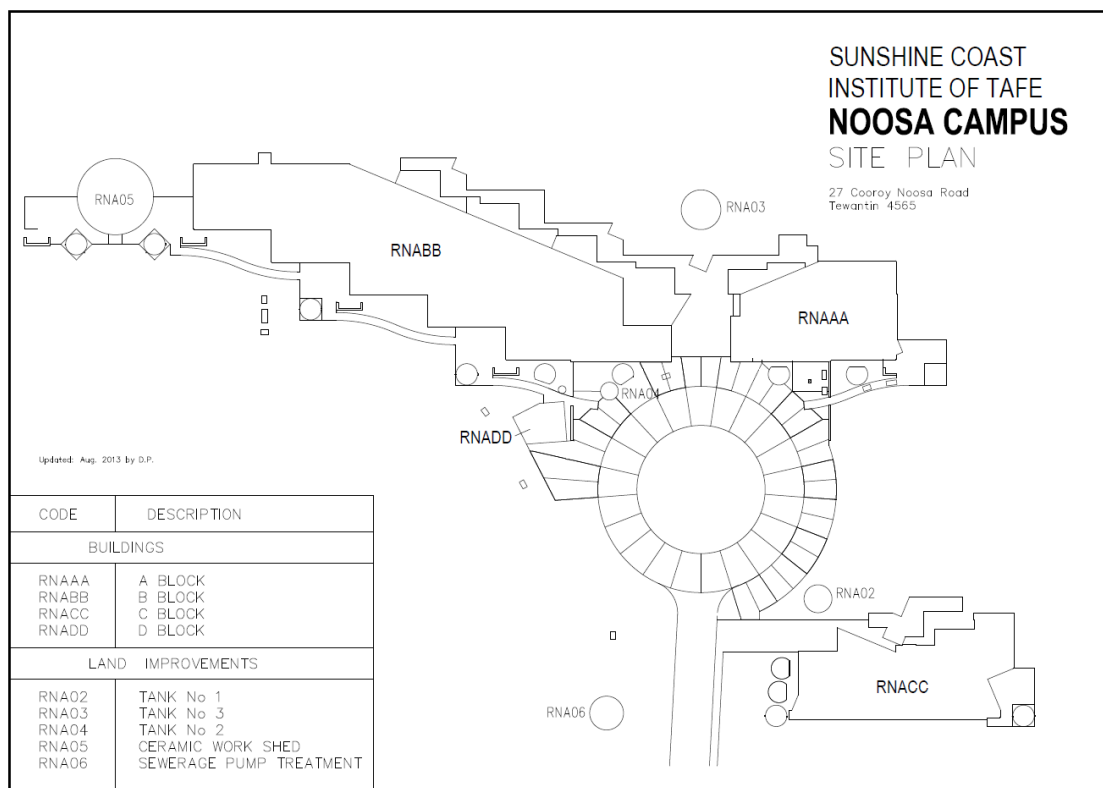 SUNSHINE COAST
INSTITUTE OF TAFE
NOOSA CAMPUS
SITE PLAN
27 Cooroy Noosa Road
Tewantin 4565
RNA05
RNA03
RNABB
RNAAA
RNA04
RNADD
Updated: Aug. 2013 by D.P.
CODE DESCRIPTION
BUILDINGS
RNAAA A BLOCK
RNABB B BLOCK
RNACC C BLOCK
RNADD D BLOCK
LAND IMPROVEMENTS
RNA02 TANK No 1
RNA03 TANK No 3
RNA04 TANK No 2
RNA05 CERAMIC WORK SHED
RNA06 SEWERAGE PUMP TREATMENT
RNA02
RNACC
RNA06